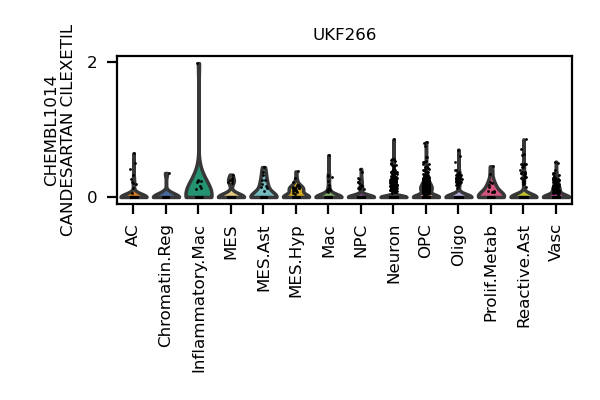 UKF266
CHEMBL1014
CANDESARTAN CILEXETIL
2
0
AC
Chromatin.Reg
Inflammatory.Mac
MES
MES.Ast
MES.Hyp
Mac
NPC
Neuron
OPC
Oligo
Prolif.Metab
Reactive.Ast
Vasc